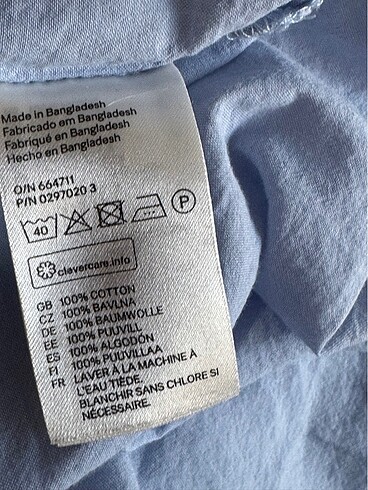 Made in Bangladesh
Fabricado em Bangladesh
Fabriqué en Bangladesh
Hecho en Bangladesh
O/N 664711
P/N 0297020 3
40 P
clevercare.info
GB 100% COTTON
CZ 100% BAVLNA
DE 100% BAUMWOLLE
EE 100% PUUVILL
ES 100% ALGODÓN
FI 100% PUUVILLAA
FR LAVER À LA MACHINE À
L'EAU TIÈDE.
BLANCHIR SANS CHLORE SI
NÉCESSAIRE.